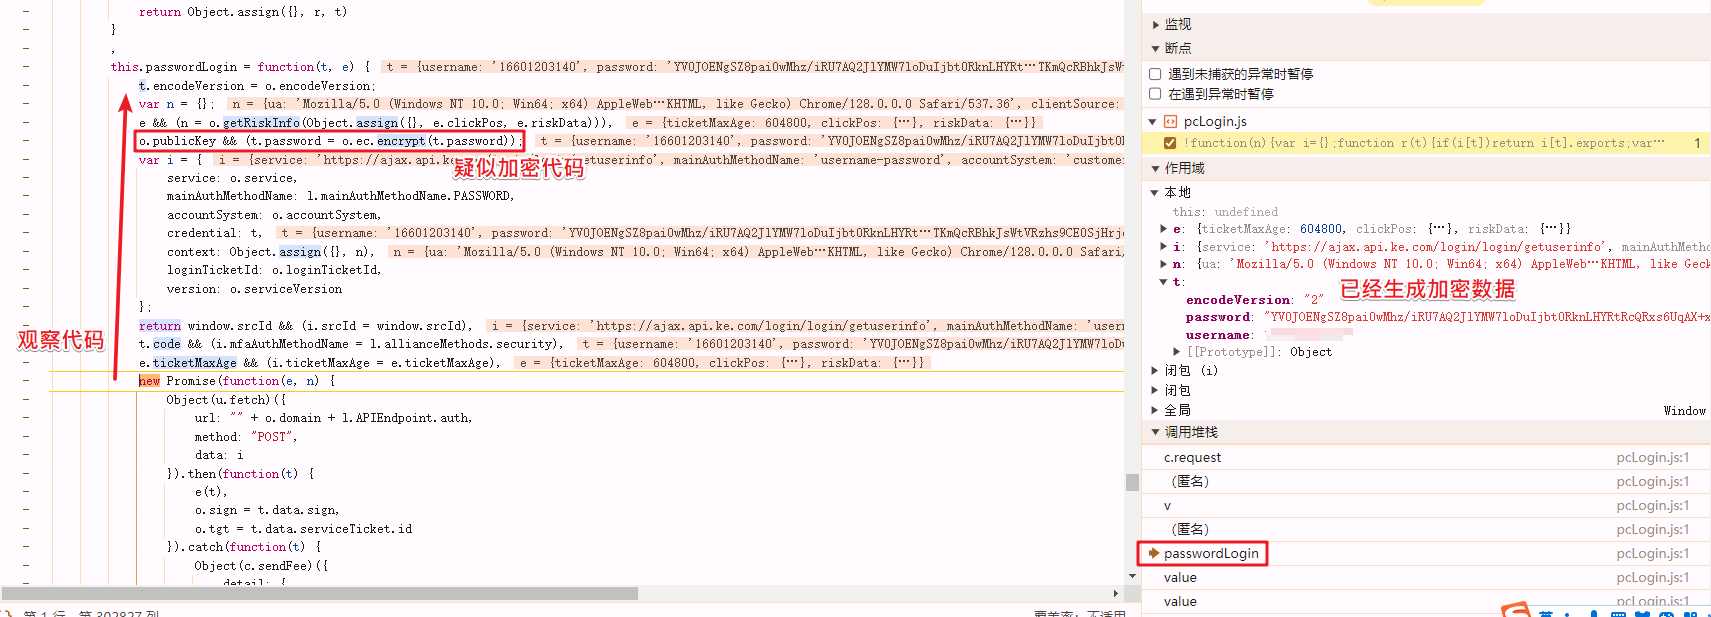 return Object.assign({}, r, t)
}
,
this.passwordLogin = function(t, e) {  t = {username: '16601203140', password: 'YV0JOENgSZ8pai0wMhz/iRU7AQ2JlYMW7loDuIjbtORknLHYRt…TKmQcRBhkJsW
t.encodeVersion = o.encodeVersion;
var n = {};  n = {ua: 'Mozilla/5.0 (Windows NT 10.0; Win64; x64) AppleWeb…KHTML, like Gecko) Chrome/128.0.0.0 Safari/537.36', clientSource:
e && (n = o.getRiskInfo(Object.assign({}, e.clickPos, e.riskData))),  e = {ticketMaxAge: 604800, clickPos: {…}, riskData: {…}}
o.publicKey && (t.password = o.ec.encrypt(t.password));  t = {username: '16601203140', password: 'YV0JOENgSZ8pai0wMhz/iRU7AQ2JlYMW7loDuIjbtOR
var i = {  i = {service: 'https://ajax.api.ke.com/login/login/getuserinfo', mainAuthMethodName: 'username-password', accountSystem: 'custome
疑似加密代码
service: o.service,
mainAuthMethodName: l.mainAuthMethodName.PASSWORD,
accountSystem: o.accountSystem,
credential: t,  t = {username: '16601203140', password: 'YV0JOENgSZ8pai0wMhz/iRU7AQ2JlYMW7loDuIjbtORknLHYRt…TKmQcRBhkJsWtVRzhs9CE0SjHrj
context: Object.assign({}, n),  n = {ua: 'Mozilla/5.0 (Windows NT 10.0; Win64; x64) AppleWeb…KHTML, like Gecko) Chrome/128.0.0.0 Safari/
loginTicketId: o.loginTicketId,
version: o.serviceVersion
};
观察代码
return window.srcId && (i.srcId = window.srcId),  i = {service: 'https://ajax.api.ke.com/login/login/getuserinfo', mainAuthMethodName: 'user
t.code && (i.mfaAuthMethodName = l.allianceMethods.security),  t = {username: '16601203140', password: 'YV0JOENgSZ8pai0wMhz/iRU7AQ2JlYMW7loDu
e.ticketMaxAge && (i.ticketMaxAge = e.ticketMaxAge),  e = {ticketMaxAge: 604800, clickPos: {…}, riskData: {…}}
new Promise(function(e, n) {
Object(u.fetch)({
url: "" + o.domain + l.APIEndpoint.auth,
method: "POST",
data: i
}).then(function(t) {
e(t),
o.sign = t.data.sign,
o.tgt = t.data.serviceTicket.id
}).catch(function(t) {
Object(c.sendFee)({
detail: {
{} 第 1 行，第 302827 列
覆盖率：不适用
监视
断点
遇到未捕获的异常时暂停
在遇到异常时暂停
pcLogin.js
!function(n){var i={};function r(t){if(i[t])return i[t].exports;var… 1
作用域
本地
this: undefined
e: {ticketMaxAge: 604800, clickPos: {…}, riskData: {…}}
i: {service: 'https://ajax.api.ke.com/login/login/getuserinfo', mainAuthMetho
n: {ua: 'Mozilla/5.0 (Windows NT 10.0; Win64; x64) AppleWeb…KHTML, like Geck
t:
已经生成加密数据
encodeVersion: "2"
password: "YV0JOENgSZ8pai0wMhz/iRU7AQ2JlYMW7loDuIjbtORknLHYRtRcQRxs6UqAX+x
username:
[[Prototype]]: Object
闭包 (i)
闭包
全局 Window
调用堆栈
c.request pcLogin.js:1
（匿名） pcLogin.js:1
v pcLogin.js:1
（匿名） pcLogin.js:1
passwordLogin pcLogin.js:1
value pcLogin.js:1
value pcLogin.js:1
英